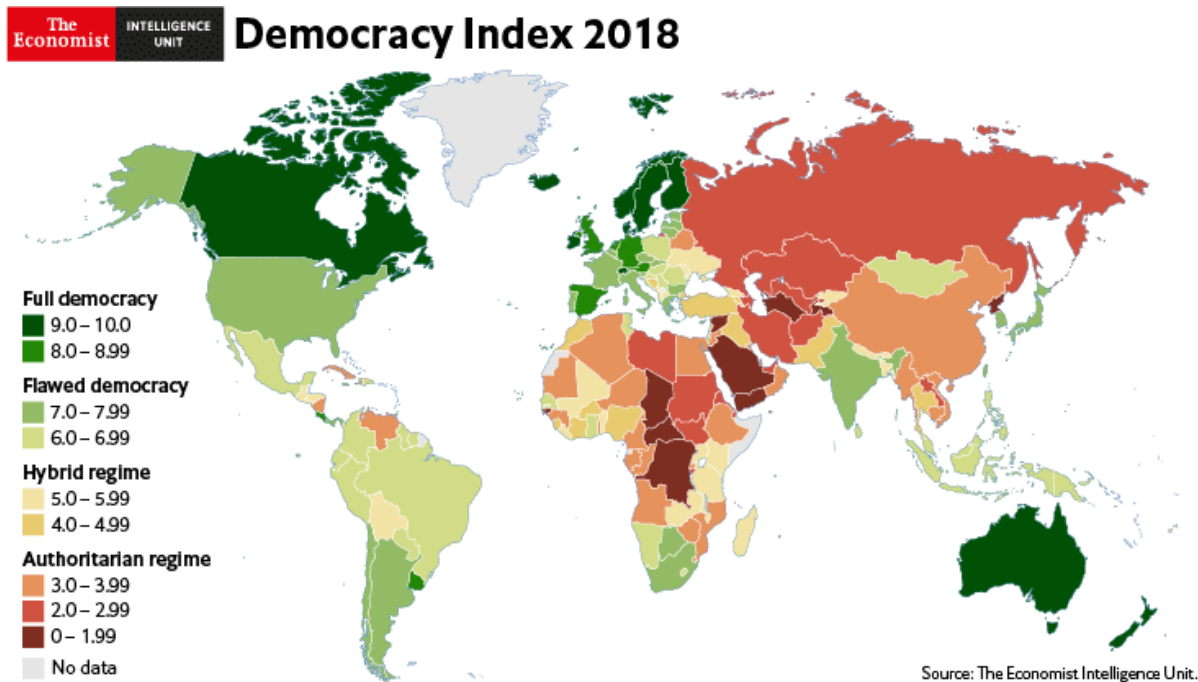 The
Economist
INTELLIGENCE
UNIT
Democracy Index 2018
Full democracy
9.0 – 10.0
8.0 – 8.99
Flawed democracy
7.0 – 7.99
6.0 – 6.99
Hybrid regime
5.0 – 5.99
4.0 – 4.99
Authoritarian regime
3.0 – 3.99
2.0 – 2.99
0 – 1.99
No data
Source: The Economist Intelligence Unit.